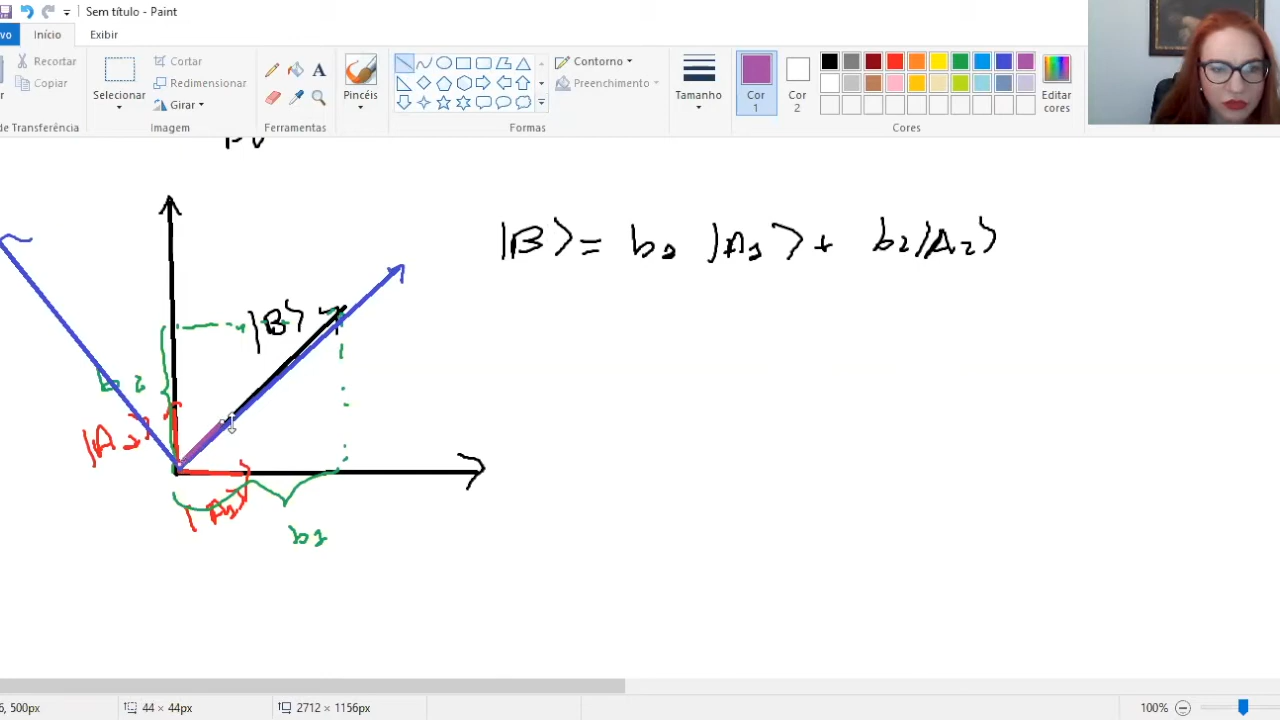 Sem título - Paint
Início
Exibir
Recortar
Copiar
Selecionar
Cortar
Redimensionar
Girar
Pincéis
Contorno
Preenchimento
Tamanho
Cor 1
Cor 2
Editar cores
de Transferência
Imagem
Ferramentas
Formas
Cores
|B⟩ = b₁ |A₁⟩ + b₂|A₂⟩
|B⟩
b₂
|A₂⟩
|A₁⟩
b₁
500px
44 × 44px
2712 × 1156px
100%